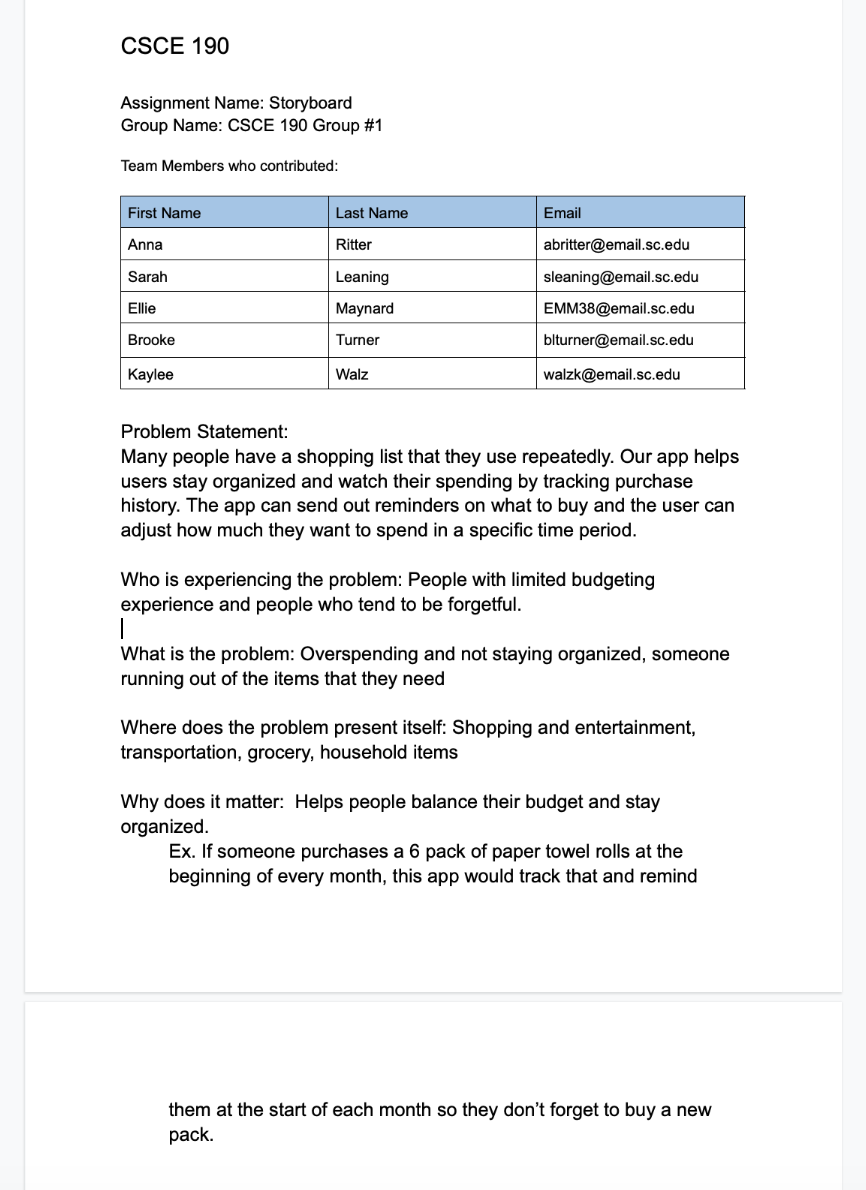 CSCE 190
Assignment Name: Storyboard
Group Name: CSCE 190 Group #1
Team Members who contributed:
First Name Last Name Email
Anna Ritter abritter@email.sc.edu
Sarah Leaning sleaning@email.sc.edu
Ellie Maynard EMM38@email.sc.edu
Brooke Turner blturner@email.sc.edu
Kaylee Walz walzk@email.sc.edu
Problem Statement:
Many people have a shopping list that they use repeatedly. Our app helps
users stay organized and watch their spending by tracking purchase
history. The app can send out reminders on what to buy and the user can
adjust how much they want to spend in a specific time period.
Who is experiencing the problem: People with limited budgeting
experience and people who tend to be forgetful.
What is the problem: Overspending and not staying organized, someone
running out of the items that they need
Where does the problem present itself: Shopping and entertainment,
transportation, grocery, household items
Why does it matter:  Helps people balance their budget and stay
organized.
Ex. If someone purchases a 6 pack of paper towel rolls at the
beginning of every month, this app would track that and remind
them at the start of each month so they don’t forget to buy a new
pack.